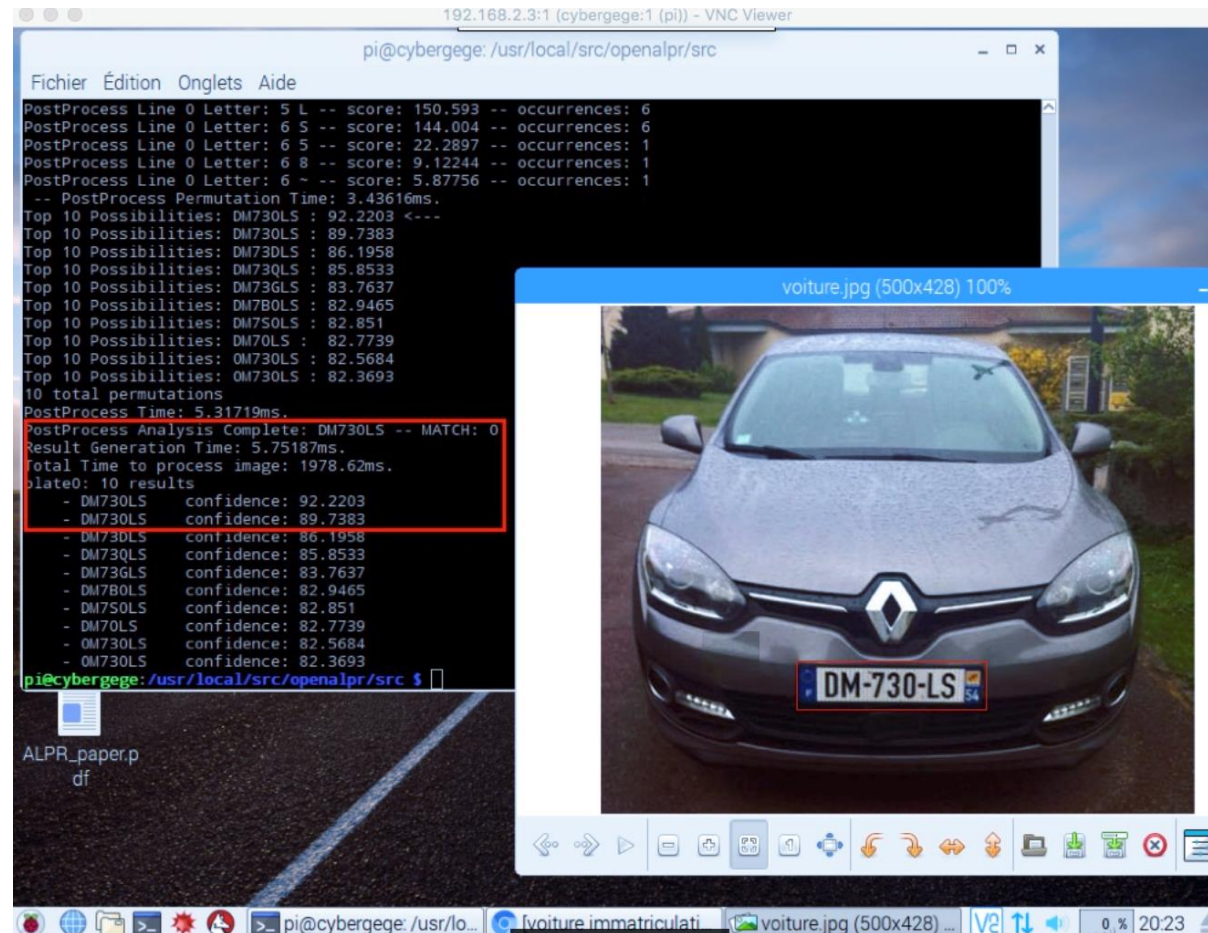 192.168.2.3:1 (cybergege:1 (pi)) - VNC Viewer
pi@cybergege: /usr/local/src/openalpr/src
Fichier Édition Onglets Aide
PostProcess Line 0 Letter: 5 L -- score: 150.593 -- occurrences: 6
PostProcess Line 0 Letter: 6 S -- score: 144.004 -- occurrences: 6
PostProcess Line 0 Letter: 6 5 -- score: 22.2897 -- occurrences: 1
PostProcess Line 0 Letter: 6 8 -- score: 9.12244 -- occurrences: 1
PostProcess Line 0 Letter: 6 ~ -- score: 5.87756 -- occurrences: 1
-- PostProcess Permutation Time: 3.43616ms.
Top 10 Possibilities: DM730LS : 92.2203 <---
Top 10 Possibilities: DM73OLS : 89.7383
Top 10 Possibilities: DM73DLS : 86.1958
Top 10 Possibilities: DM73QLS : 85.8533
Top 10 Possibilities: DM73GLS : 83.7637
Top 10 Possibilities: DM7B0LS : 82.9465
Top 10 Possibilities: DM7S0LS : 82.851
Top 10 Possibilities: DM70LS : 82.7739
Top 10 Possibilities: OM730LS : 82.5684
Top 10 Possibilities: 0M730LS : 82.3693
10 total permutations
PostProcess Time: 5.31719ms.
PostProcess Analysis Complete: DM730LS -- MATCH: 0
Result Generation Time: 5.75187ms.
Total Time to process image: 1978.62ms.
plate0: 10 results
- DM730LS confidence: 92.2203
- DM73OLS confidence: 89.7383
- DM73DLS confidence: 86.1958
- DM73QLS confidence: 85.8533
- DM73GLS confidence: 83.7637
- DM7B0LS confidence: 82.9465
- DM7S0LS confidence: 82.851
- DM70LS confidence: 82.7739
- OM730LS confidence: 82.5684
- 0M730LS confidence: 82.3693
pi@cybergege:/usr/local/src/openalpr/src $
voiture.jpg (500x428) 100%
F DM-730-LS 54
ALPR_paper.p
df
pi@cybergege: /usr/lo... [voiture immatriculati... voiture.jpg (500x428) ... V2 0 % 20:23